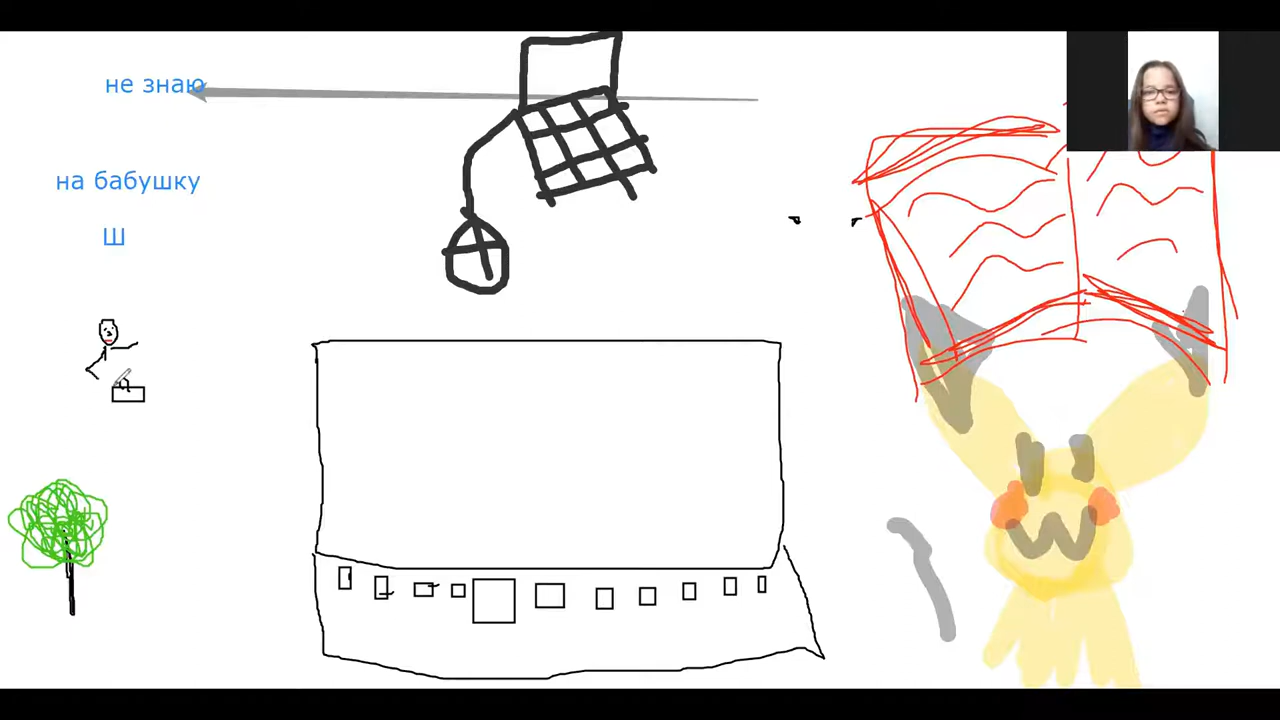 не знаю
на бабушку
Ш